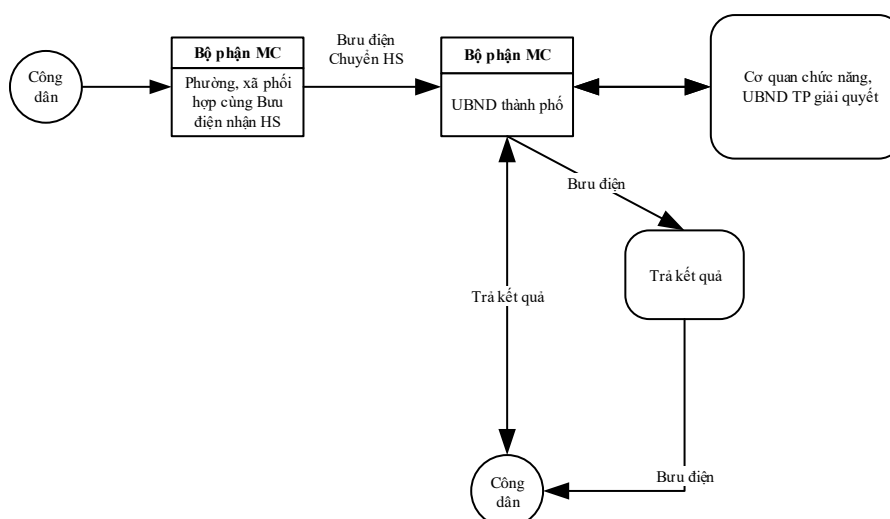 Công
dân
Bộ phận MC
Phường, xã phối
hợp cùng Bưu
điện nhận HS
Bưu điện
Chuyển HS
Bộ phận MC
UBND thành phố
Cơ quan chức năng,
UBND TP giải quyết
Bưu điện
Trả kết quả
Trả kết quả
Bưu điện
Công
dân